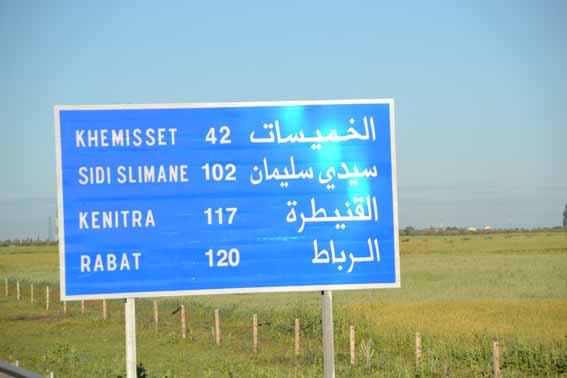 KHEMISSET 42 الخميسات
SIDI SLIMANE 102 سيدي سليمان
KENITRA 117 القنيطرة
RABAT 120 الرباط